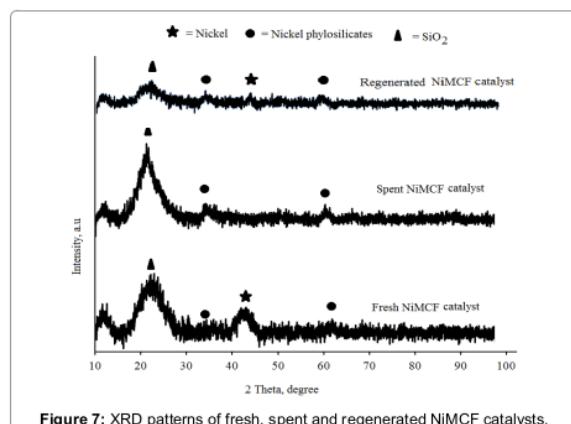 = Nickel = Nickel phylosilicates = SiO2
Regenerated NiMCF catalyst
Spent NiMCF catalyst
Fresh NiMCF catalyst
Intensity, a.u
10 20 30 40 50 60 70 80 90 100
2 Theta, degree
Figure 7: XRD patterns of fresh, spent and regenerated NiMCF catalysts.